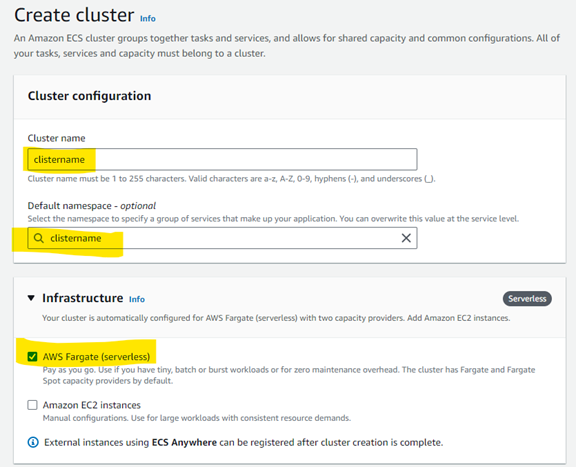 Create cluster Info
An Amazon ECS cluster groups together tasks and services, and allows for shared capacity and common configurations. All of
your tasks, services and capacity must belong to a cluster.
Cluster configuration
Cluster name
clistername
Cluster name must be 1 to 255 characters. Valid characters are a-z, A-Z, 0-9, hyphens (-), and underscores (_).
Default namespace - optional
Select the namespace to specify a group of services that make up your application. You can overwrite this value at the service level.
clistername
Infrastructure Info
Serverless
Your cluster is automatically configured for AWS Fargate (serverless) with two capacity providers. Add Amazon EC2 instances.
AWS Fargate (serverless)
Pay as you go. Use if you have tiny, batch or burst workloads or for zero maintenance overhead. The cluster has Fargate and Fargate
Spot capacity providers by default.
Amazon EC2 instances
Manual configurations. Use for large workloads with consistent resource demands.
External instances using ECS Anywhere can be registered after cluster creation is complete.